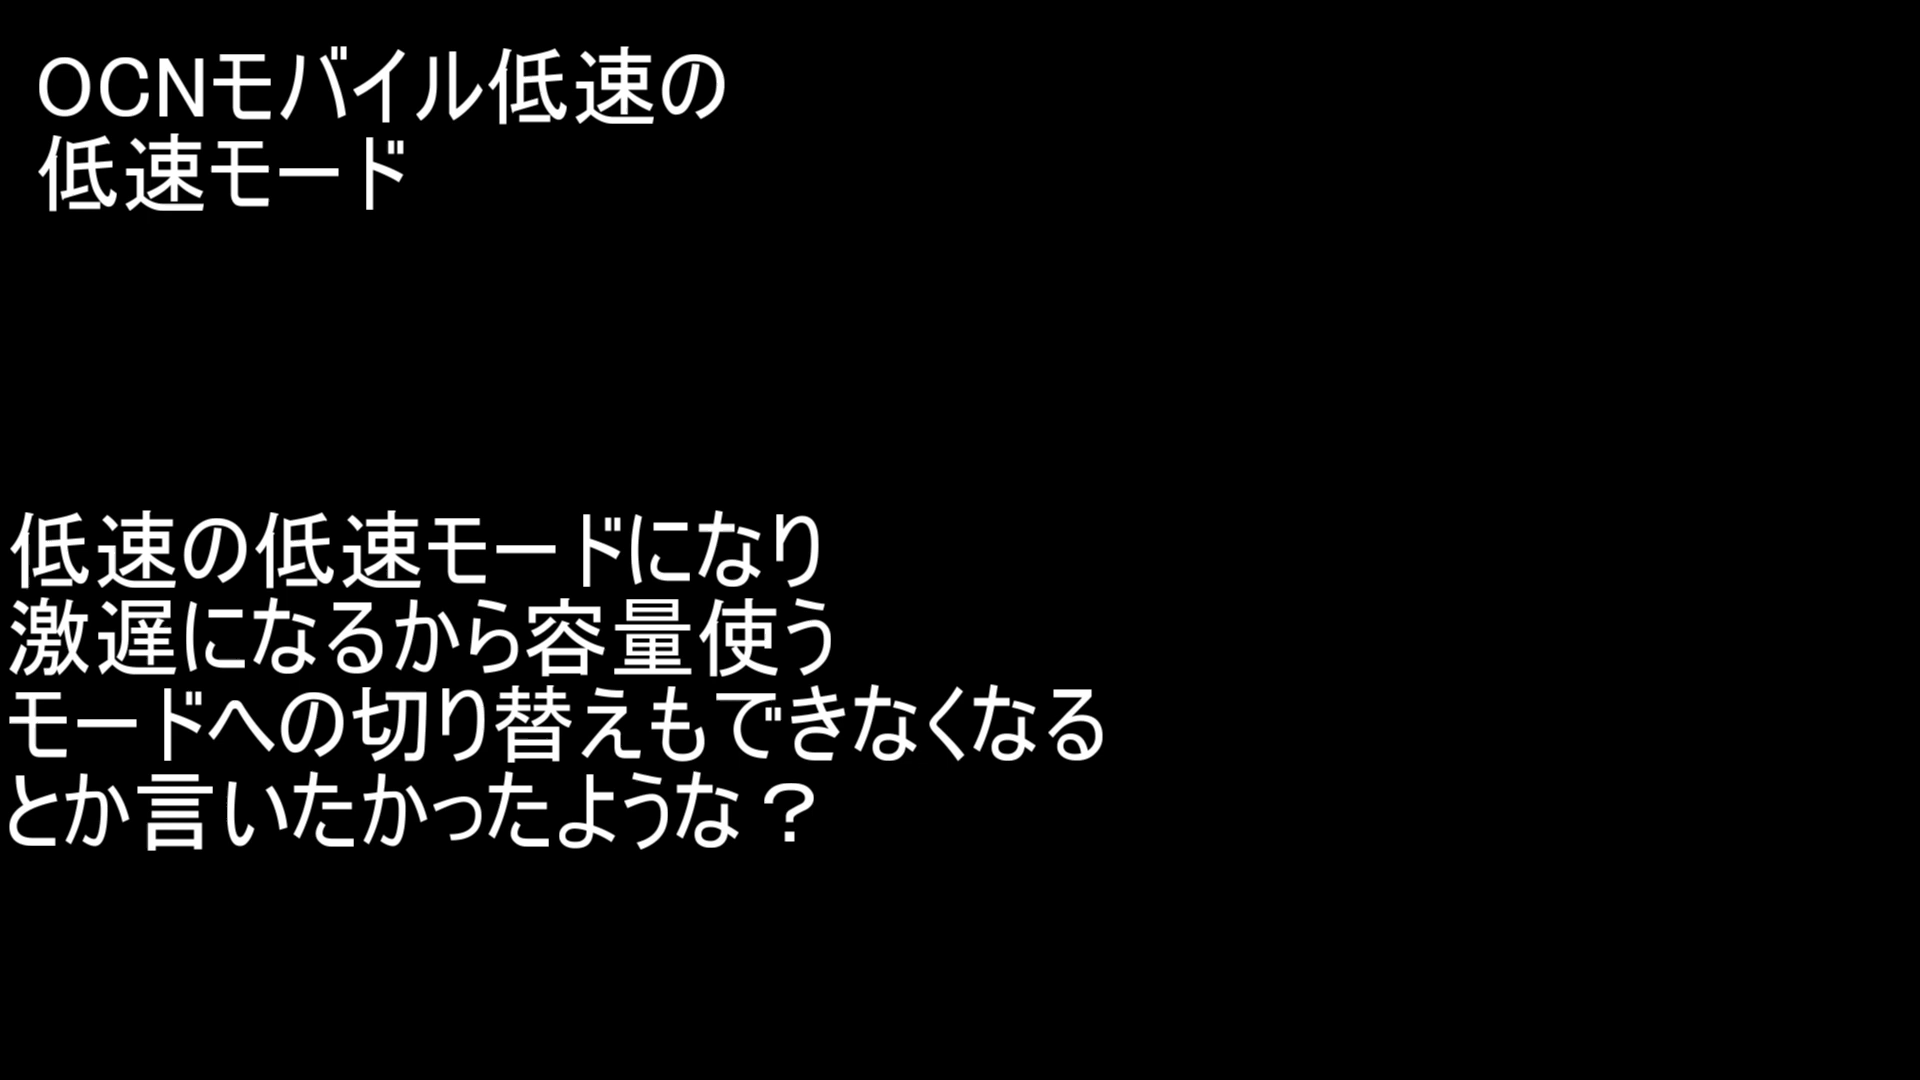 OCNモバイル低速の
低速モード
低速の低速モードになり
激遅になるから容量使う
モードへの切り替えもできなくなる
とか言いたかったような？